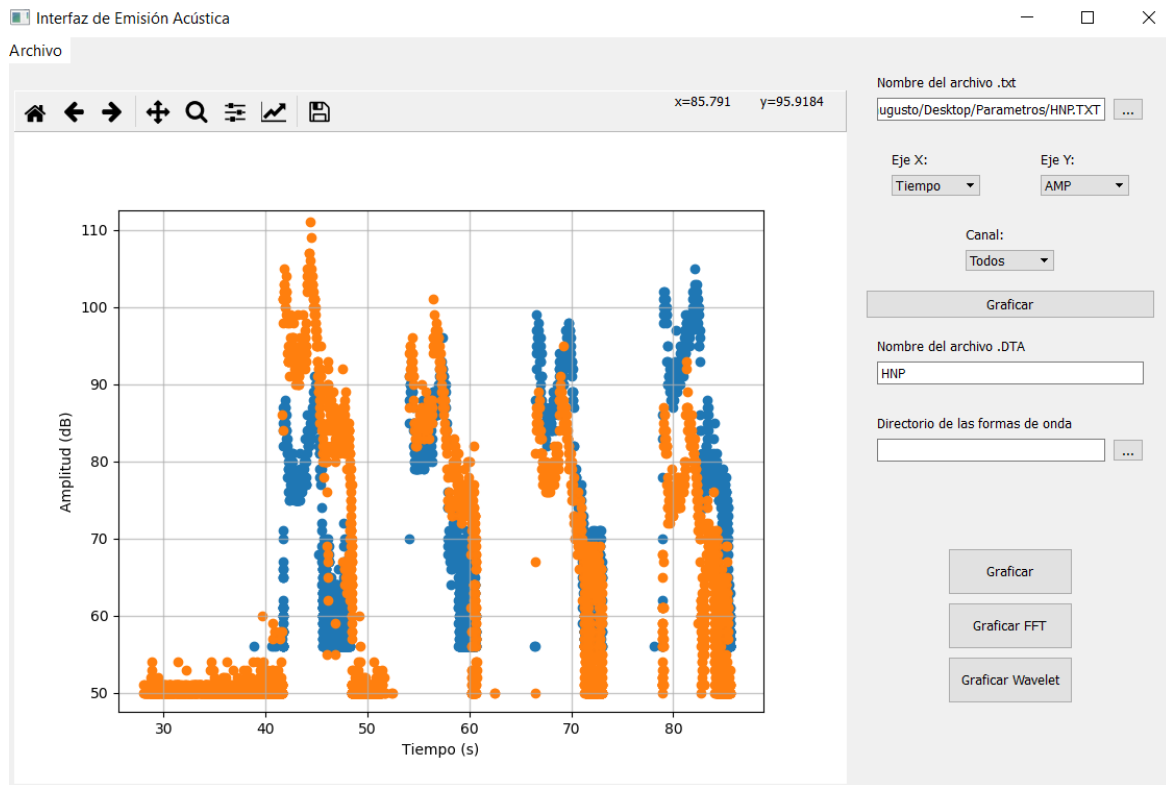 Interfaz de Emisión Acústica
Archivo
x=85.791 y=95.9184
Nombre del archivo .txt
ugusto/Desktop/Parametros/HNP.TXT ...
Eje X: Eje Y:
Tiempo AMP
Canal:
Todos
Graficar
Nombre del archivo .DTA
HNP
Directorio de las formas de onda
...
Graficar
Graficar FFT
Graficar Wavelet
110
100
90
80
70
60
50
Amplitud (dB)
30 40 50 60 70 80
Tiempo (s)